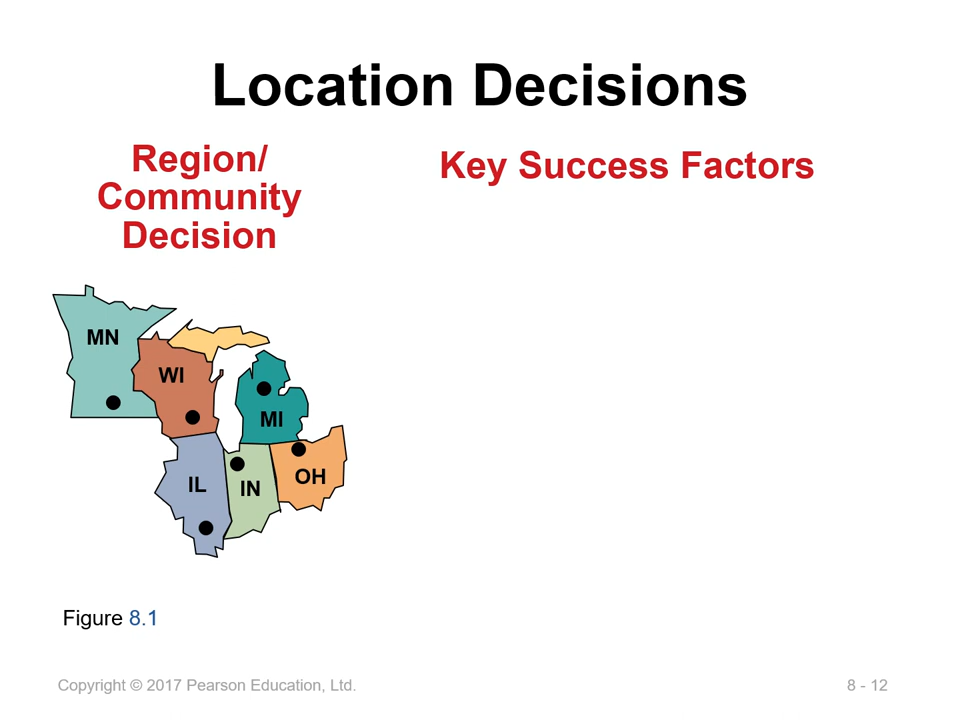 Location Decisions
Region/
Community
Decision
Key Success Factors
MN
WI
MI
IL
IN
OH
Figure 8.1
Copyright © 2017 Pearson Education, Ltd.
8 - 12